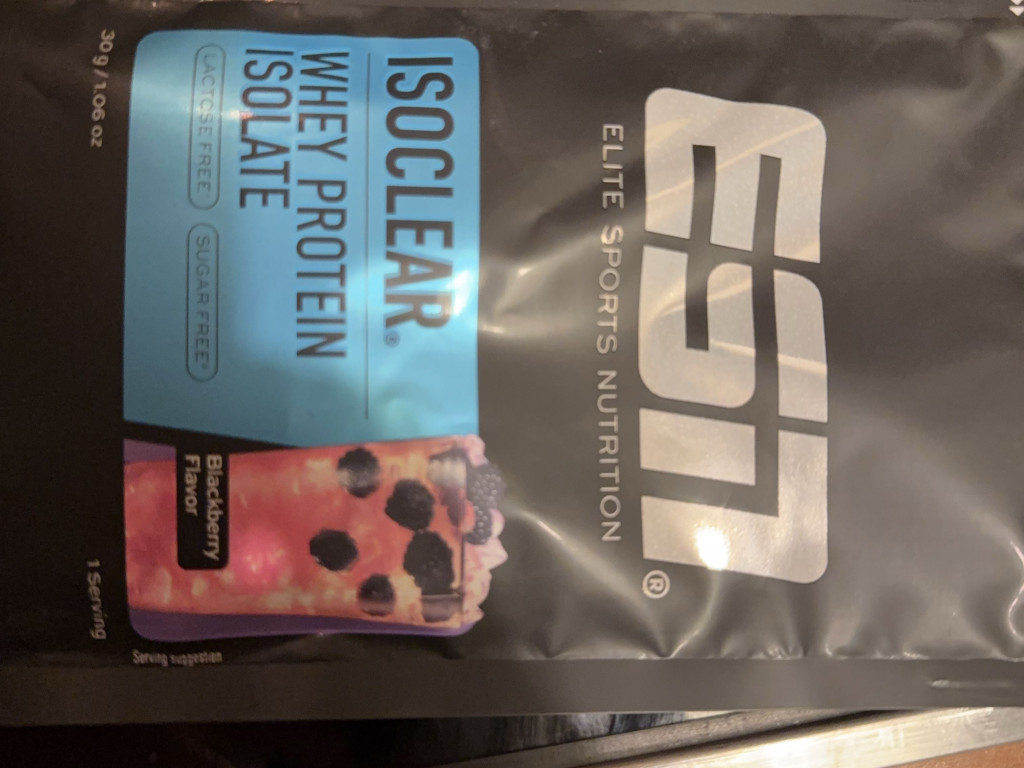 ESN®
ELITE SPORTS NUTRITION
ISOCLEAR®
WHEY PROTEIN
ISOLATE
LACTOSE FREE
SUGAR FREE*
Blackberry
Flavor
30 g / 1.06 oz
1 Serving
Serving suggestion